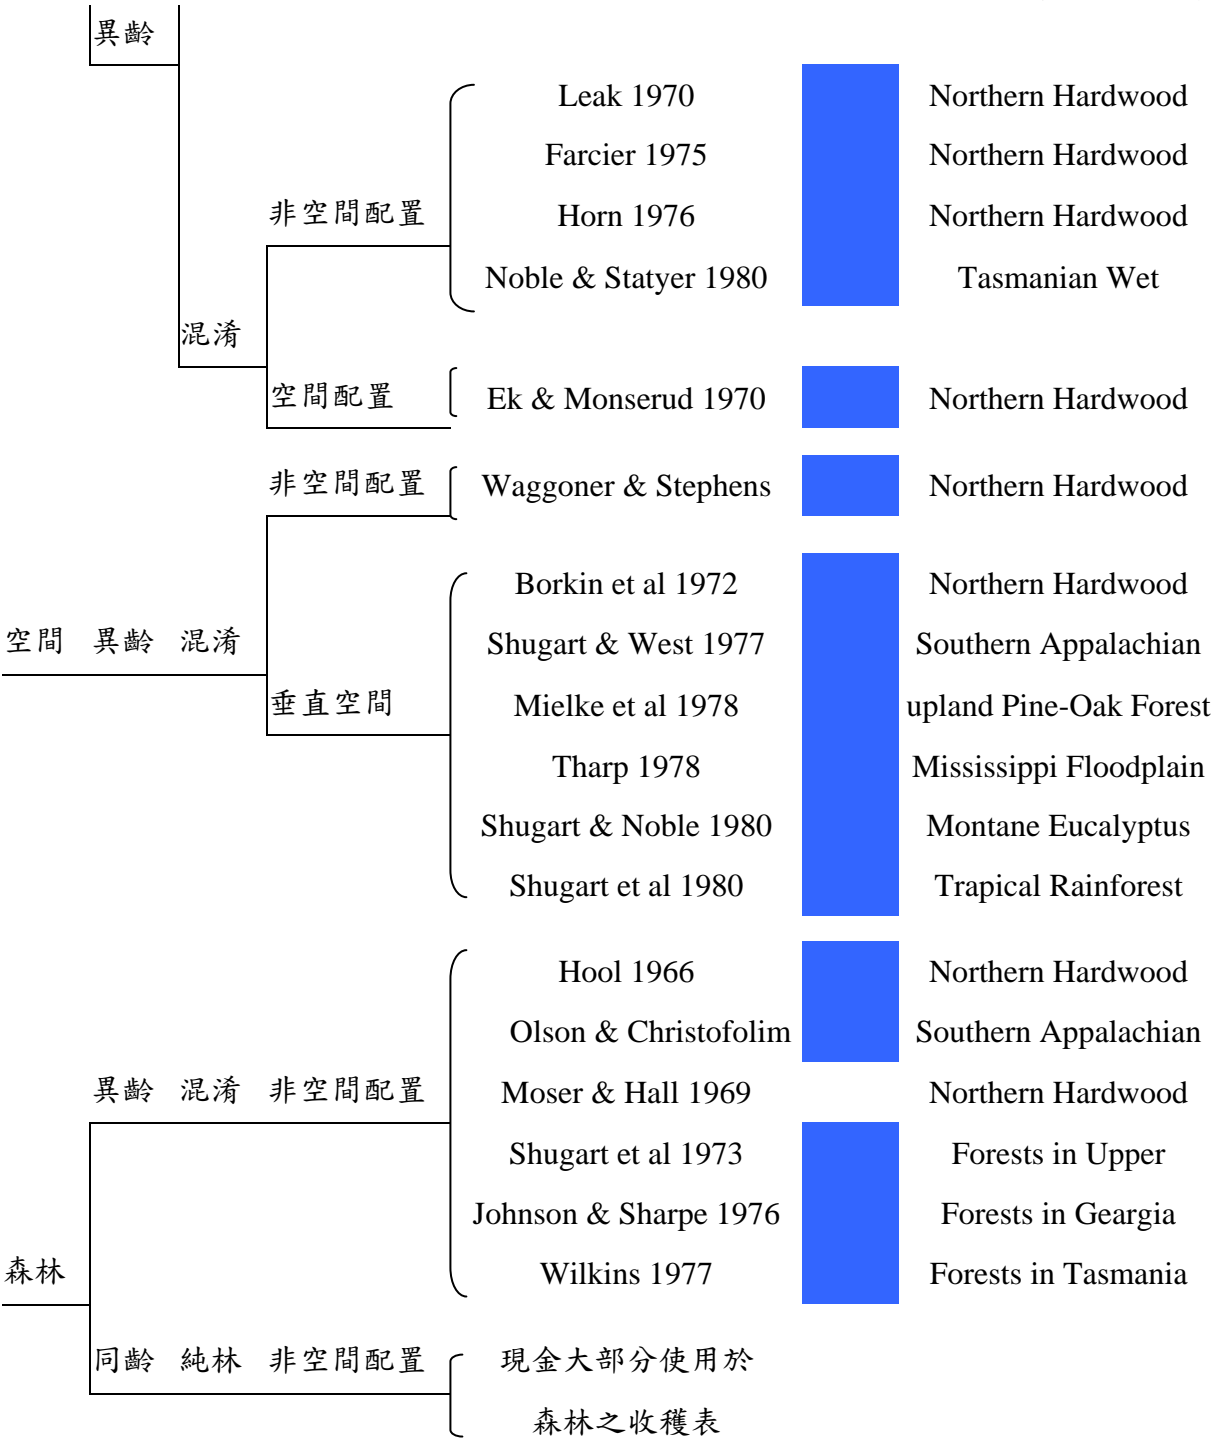 異齡
Leak 1970 Northern Hardwood
Farcier 1975 Northern Hardwood
非空間配置 Horn 1976 Northern Hardwood
Noble & Statyer 1980 Tasmanian Wet
混淆
空間配置 Ek & Monserud 1970 Northern Hardwood
非空間配置 Waggoner & Stephens Northern Hardwood
Borkin et al 1972 Northern Hardwood
空間 異齡 混淆 Shugart & West 1977 Southern Appalachian
垂直空間 Mielke et al 1978 upland Pine-Oak Forest
Tharp 1978 Mississippi Floodplain
Shugart & Noble 1980 Montane Eucalyptus
Shugart et al 1980 Trapical Rainforest
Hool 1966 Northern Hardwood
Olson & Christofolim Southern Appalachian
異齡 混淆 非空間配置 Moser & Hall 1969 Northern Hardwood
Shugart et al 1973 Forests in Upper
Johnson & Sharpe 1976 Forests in Geargia
森林 Wilkins 1977 Forests in Tasmania
同齡 純林 非空間配置 現金大部分使用於
森林之收穫表